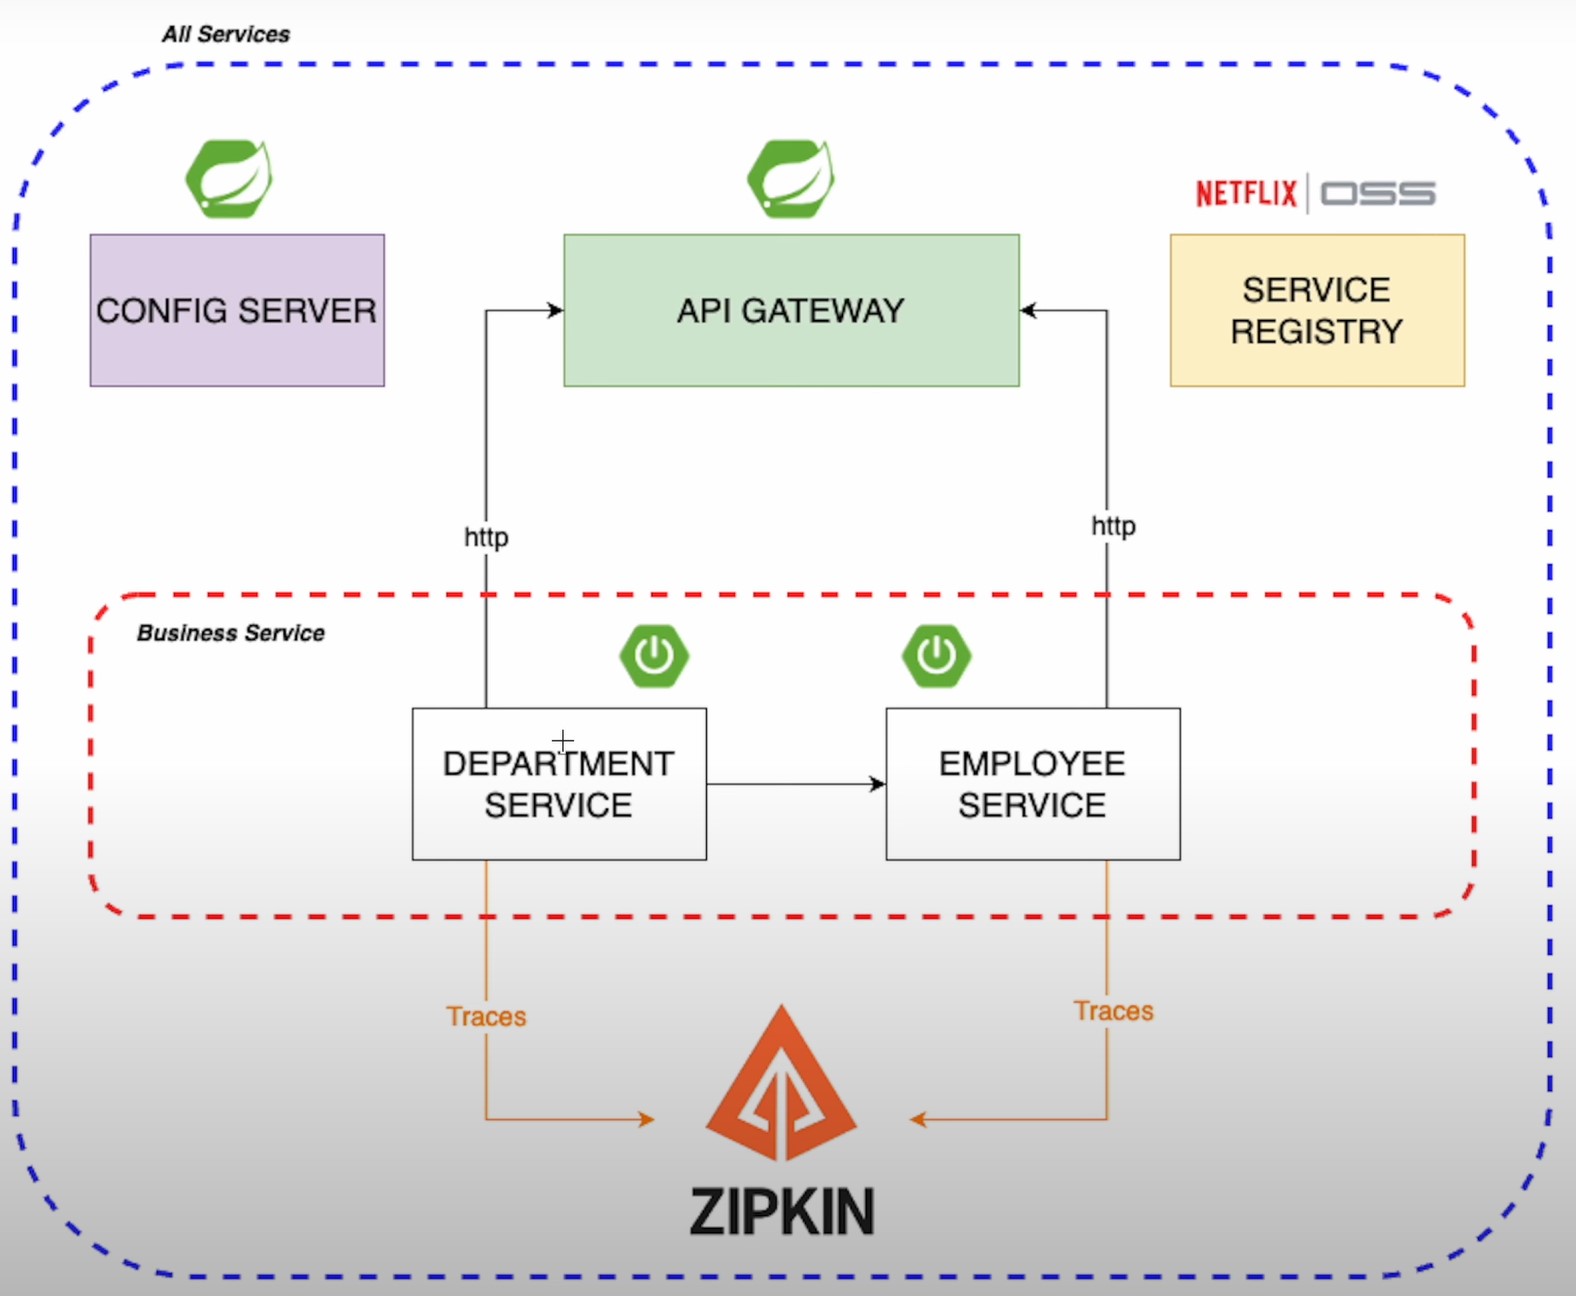 All Services
NETFLIX OSS
CONFIG SERVER
API GATEWAY
SERVICE
REGISTRY
http
http
Business Service
DEPARTMENT
SERVICE
EMPLOYEE
SERVICE
Traces
Traces
ZIPKIN